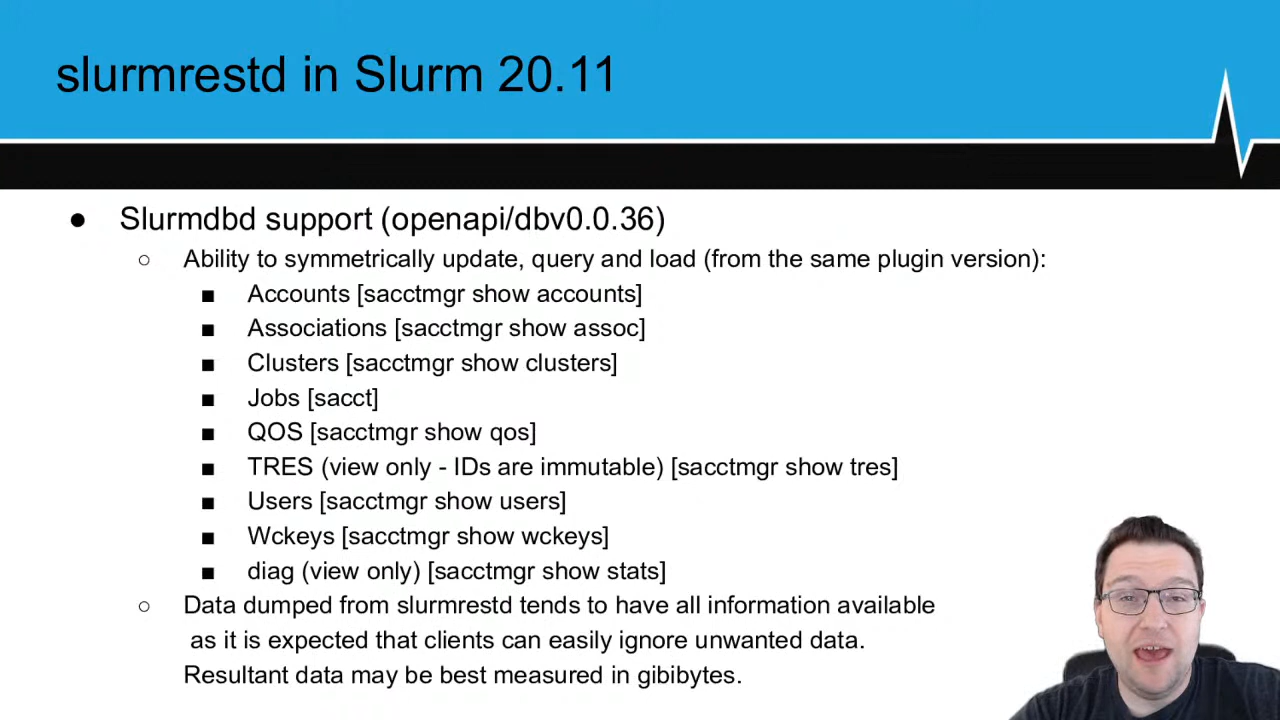 slurmrestd in Slurm 20.11
● Slurmdbd support (openapi/dbv0.0.36)
○ Ability to symmetrically update, query and load (from the same plugin version):
■ Accounts [sacctmgr show accounts]
■ Associations [sacctmgr show assoc]
■ Clusters [sacctmgr show clusters]
■ Jobs [sacct]
■ QOS [sacctmgr show qos]
■ TRES (view only - IDs are immutable) [sacctmgr show tres]
■ Users [sacctmgr show users]
■ Wckeys [sacctmgr show wckeys]
■ diag (view only) [sacctmgr show stats]
○ Data dumped from slurmrestd tends to have all information available
as it is expected that clients can easily ignore unwanted data.
Resultant data may be best measured in gibibytes.